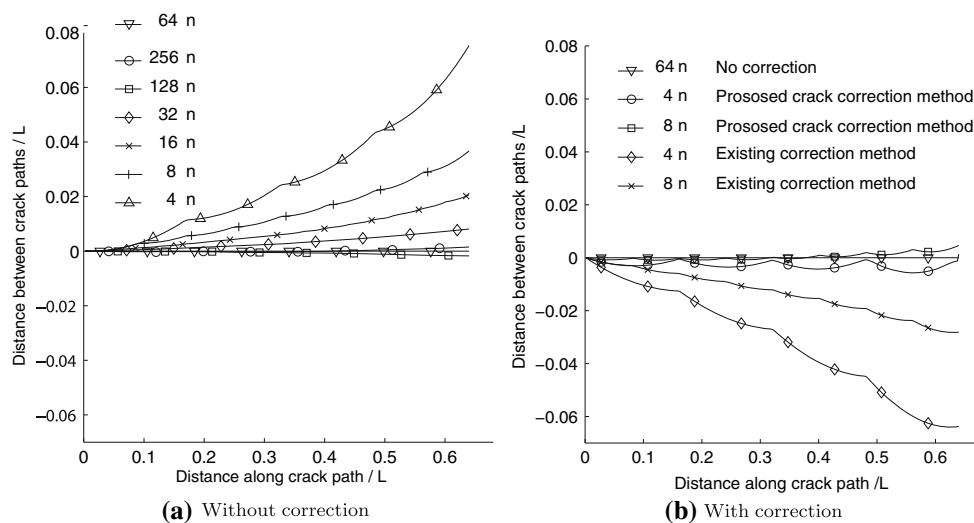 0.08
0.06
0.04
0.02
0
−0.02
−0.04
−0.06
Distance between crack paths / L
64 n
256 n
128 n
32 n
16 n
8 n
4 n
0 0.1 0.2 0.3 0.4 0.5 0.6
Distance along crack path / L
(a) Without correction
0.08
0.06
0.04
0.02
0
−0.02
−0.04
−0.06
Distance between crack paths /L
64 n No correction
4 n Prososed crack correction method
8 n Prososed crack correction method
4 n Existing correction method
8 n Existing correction method
0 0.1 0.2 0.3 0.4 0.5 0.6
Distance along crack path /L
(b) With correction